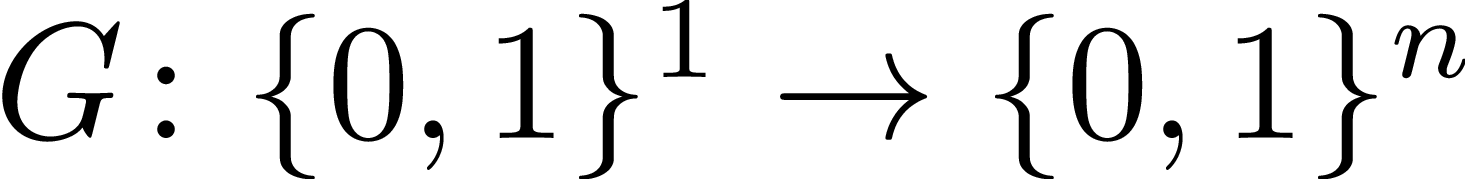 G : {0, 1}¹ → {0, 1}ⁿ